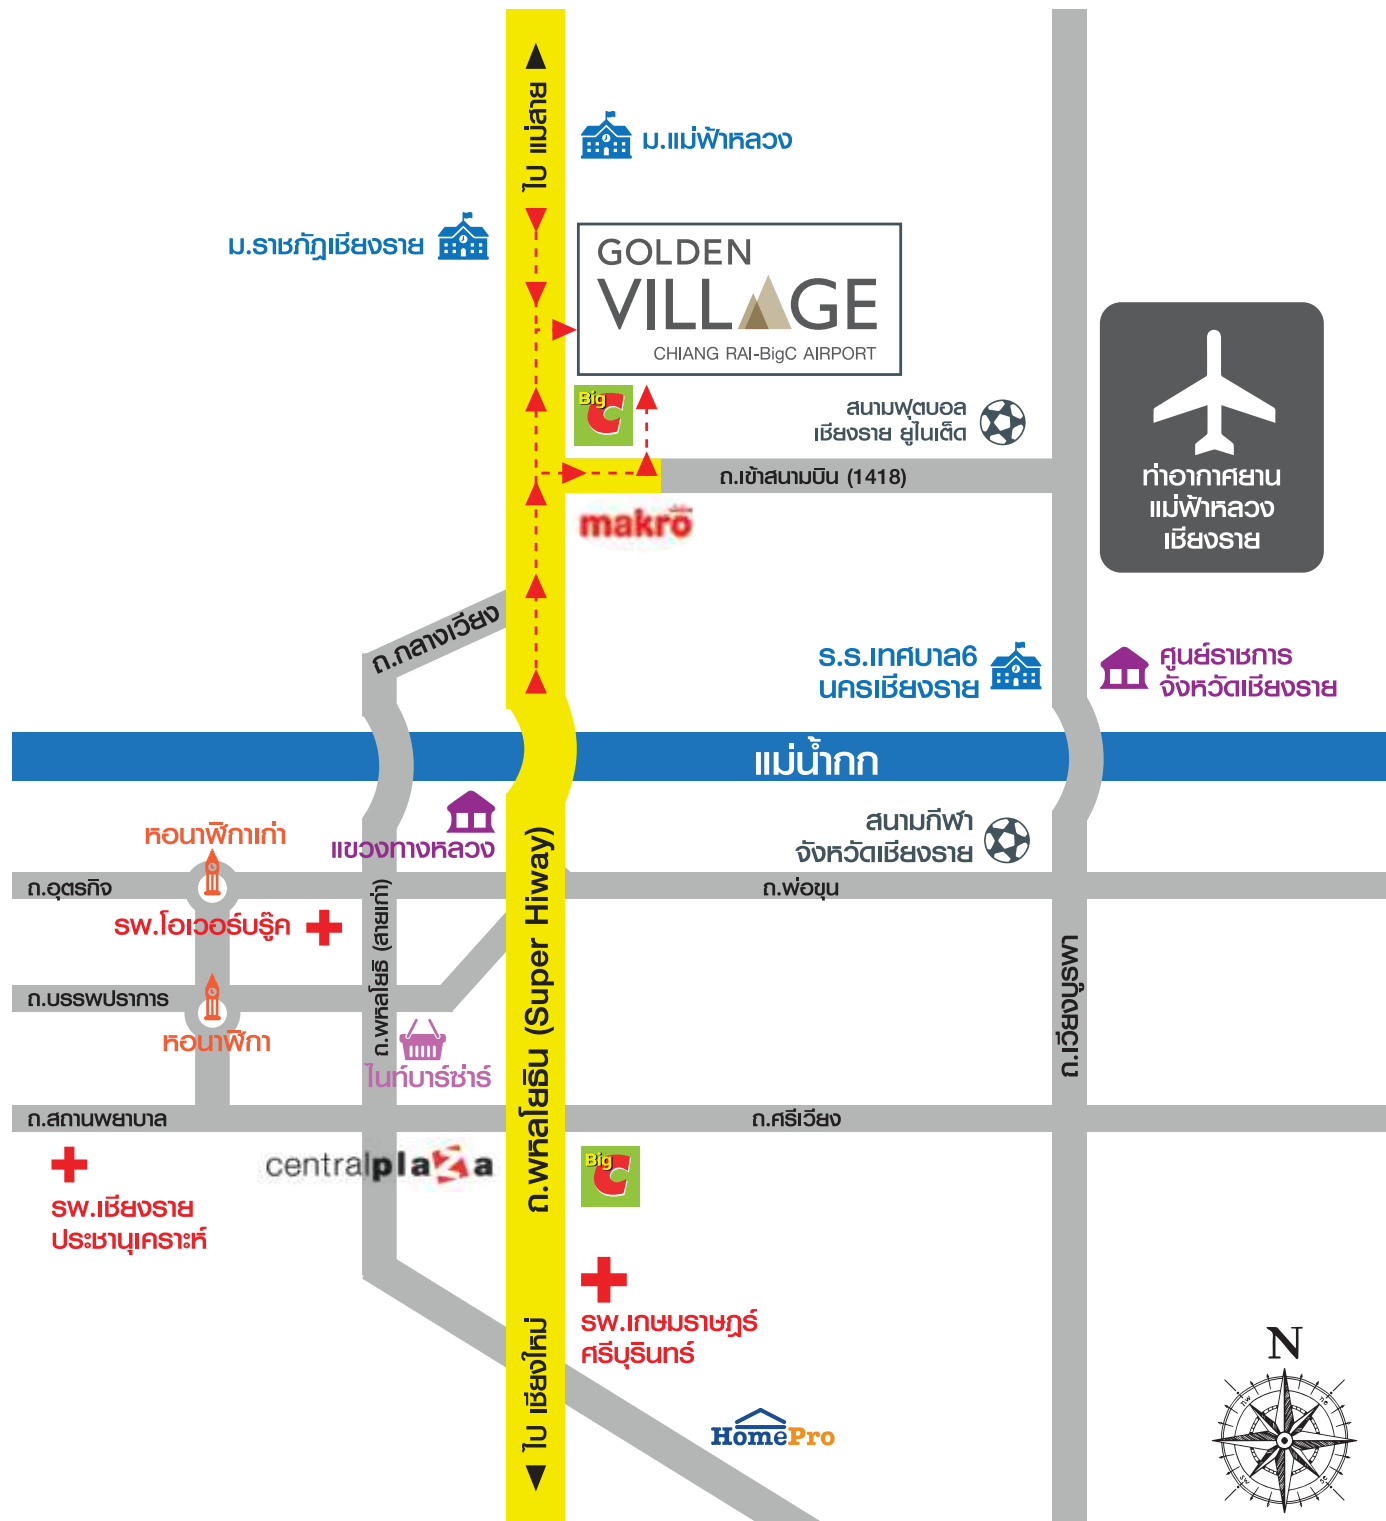 ไป แม่สาย
ม.แม่ฟ้าหลวง
ม.ราชภัฏเชียงราย
GOLDEN
VILLAGE
CHIANG RAI-BigC AIRPORT
Big C
สนามฟุตบอล
เชียงราย ยูไนเต็ด
ถ.เข้าสนามบิน (1418)
makro
ท่าอากาศยาน
แม่ฟ้าหลวง
เชียงราย
ถ.กลางเวียง
ร.ร.เทศบาล6
นครเชียงราย
ศูนย์ราชการ
จังหวัดเชียงราย
แม่น้ำกก
หอนาฬิกาเก่า
แขวงทางหลวง
สนามกีฬา
จังหวัดเชียงราย
ถ.อุตรกิจ
ถ.พ่อขุน
รพ.โอเวอร์บรุ๊ค
ถ.พหลโยธิ (สายเก่า)
ถ.พหลโยธิน (Super Hiway)
ถ.เวียงบูรพา
ถ.บรรพปราการ
หอนาฬิกา
ไนท์บาร์ซ่าร์
ถ.สถานพยาบาล
ถ.ศรีเวียง
centralplaza
Big C
รพ.เชียงราย
ประชานุเคราะห์
รพ.เกษมราษฎร์
ศรีบุรินทร์
ไป เชียงใหม่
HomePro
N
nw
ne
sw
se